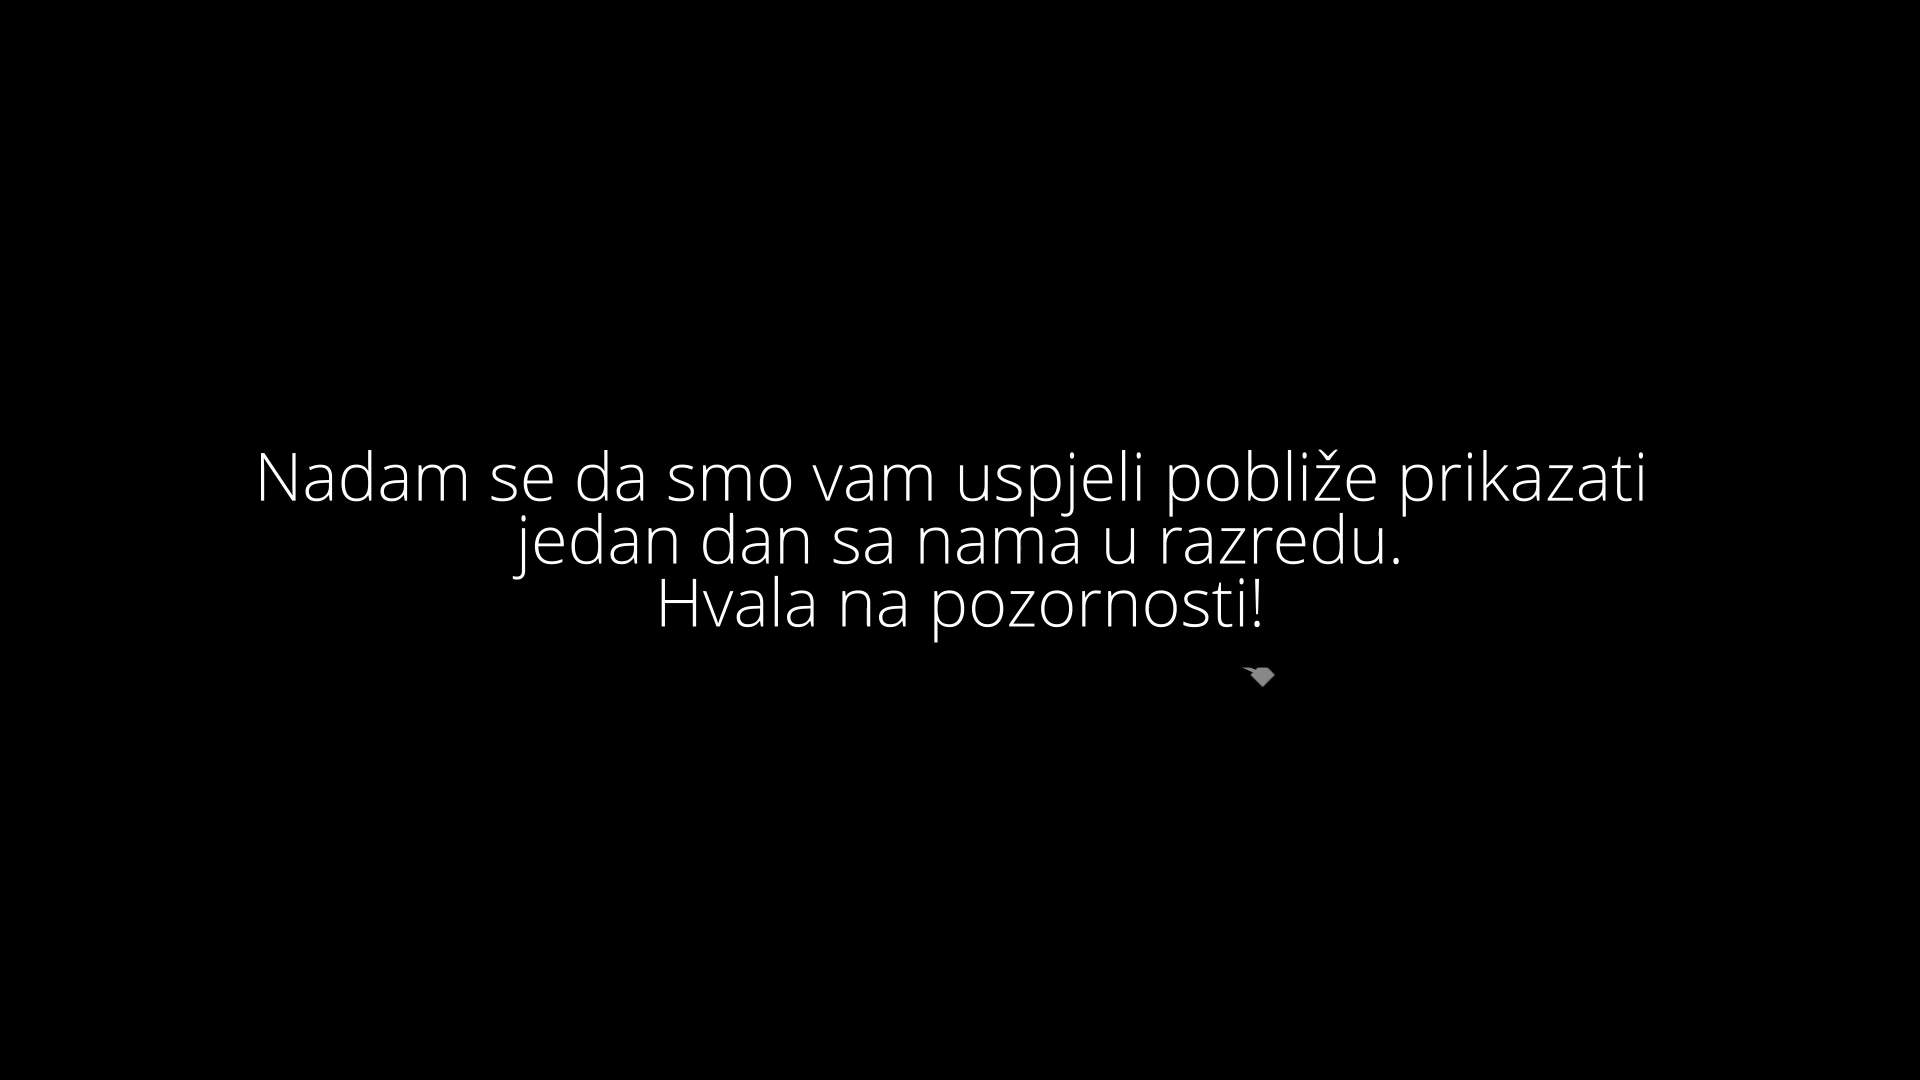 Nadam se da smo vam uspjeli pobliže prikazati
jedan dan sa nama u razredu.
Hvala na pozornosti!